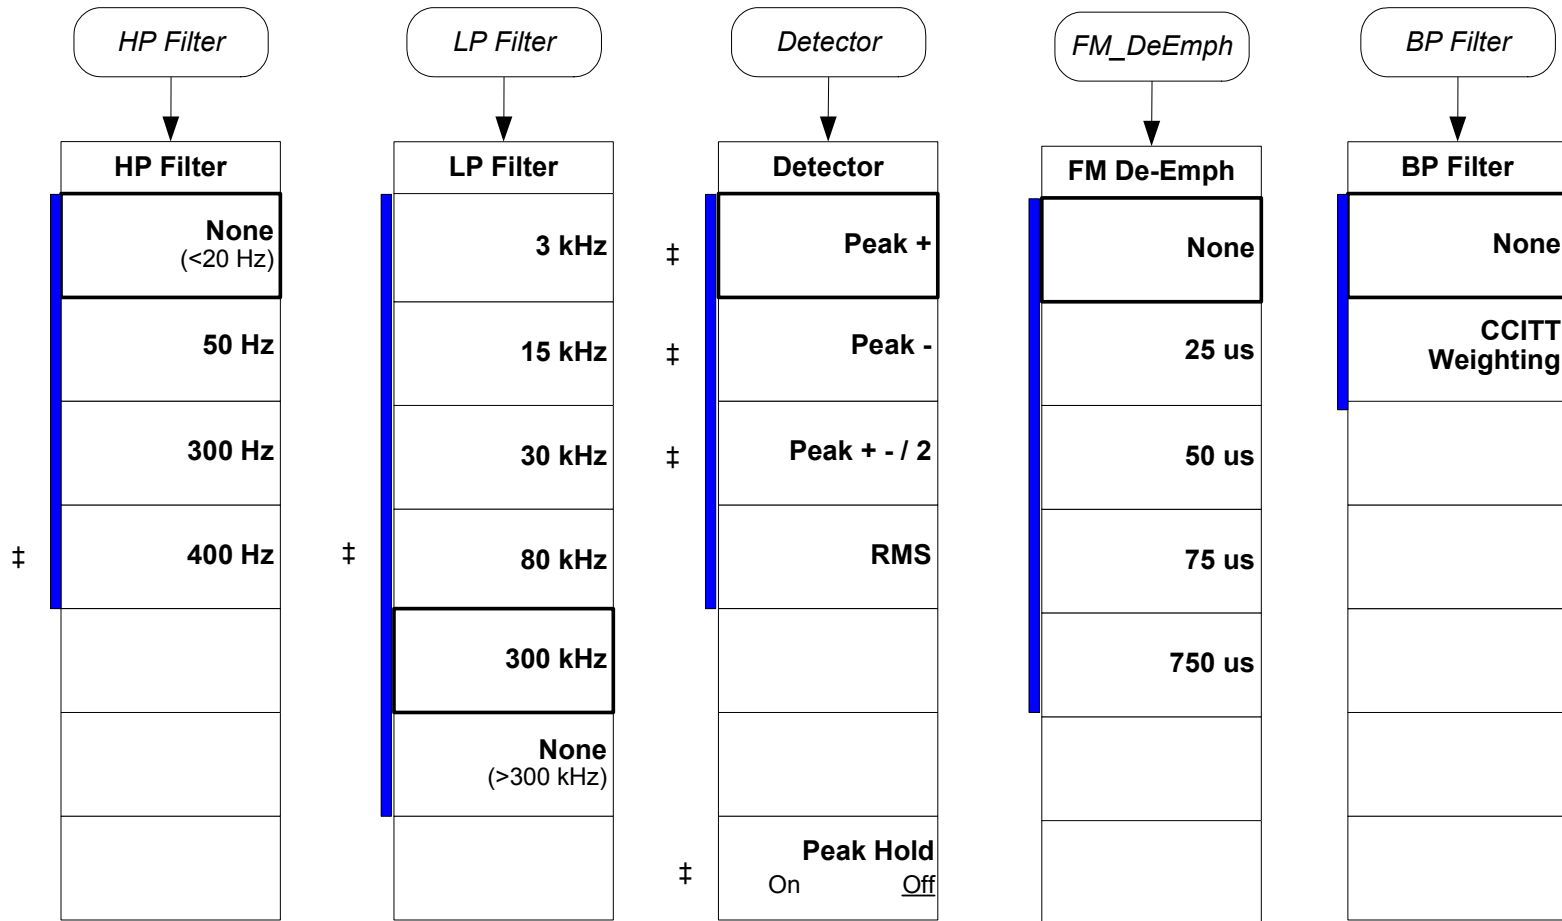 HP Filter
LP Filter
Detector
FM_DeEmph
BP Filter
HP Filter
None
(<20 Hz)
50 Hz
300 Hz
‡ 400 Hz
LP Filter
3 kHz
15 kHz
30 kHz
‡ 80 kHz
300 kHz
None
(>300 kHz)
Detector
‡ Peak +
‡ Peak -
‡ Peak + - / 2
RMS
‡ Peak Hold
On Off
FM De-Emph
None
25 us
50 us
75 us
750 us
BP Filter
None
CCITT
Weighting